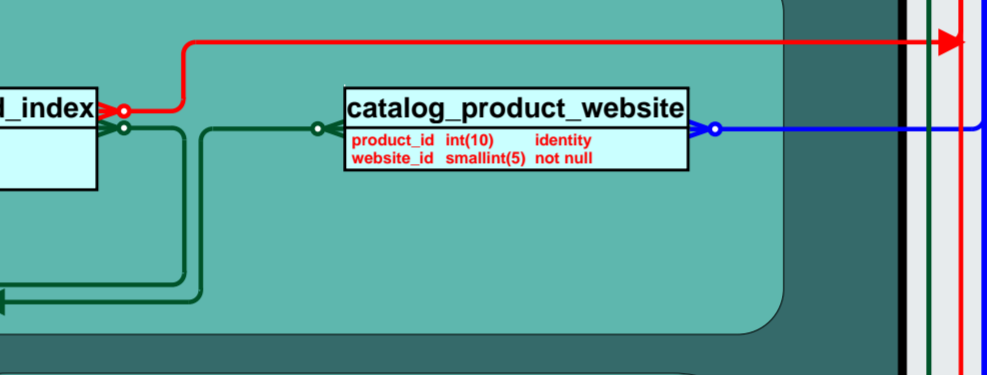 d_index
catalog_product_website
product_id int(10) identity
website_id smallint(5) not null